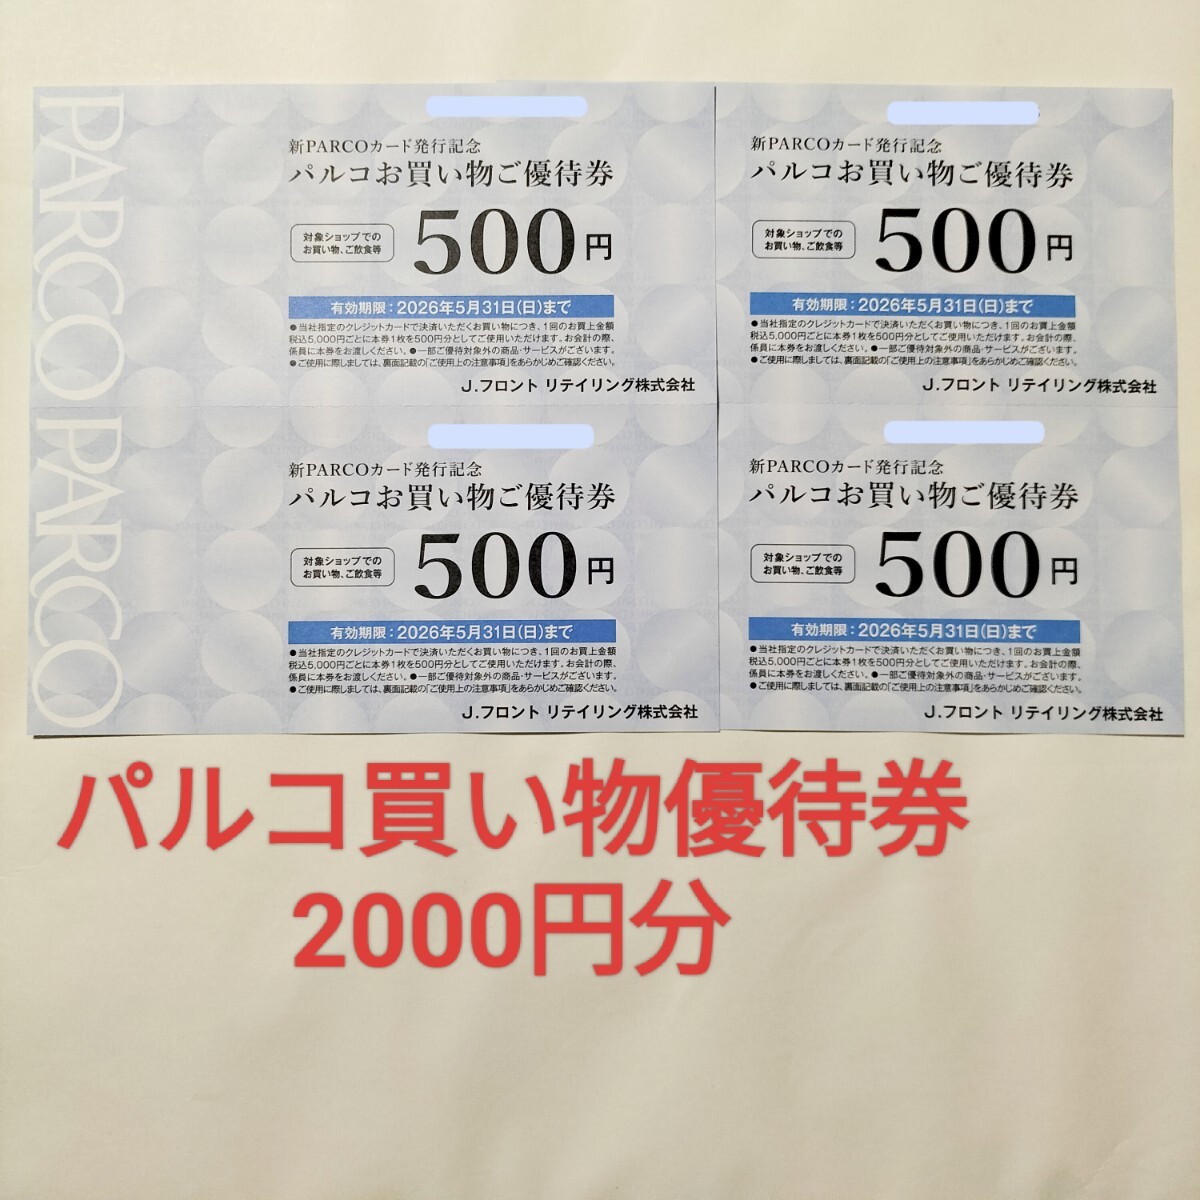 PARCO PARCO
新PARCOカード発行記念
パルコお買い物ご優待券
対象ショップでの
お買い物、ご飲食等
500円
有効期限：2026年5月31日(日)まで
●当社指定のクレジットカードで決済いただくお買い物につき、1回のお買上金額
税込5,000円ごとに本券1枚を500円分としてご使用いただけます。お会計の際、
係員に本券をお渡しください。●一部ご優待対象外の商品・サービスがございます。
●ご使用に際しましては、裏面記載の「ご使用上の注意事項」をあらかじめご確認ください。
J.フロント リテイリング株式会社
新PARCOカード発行記念
パルコお買い物ご優待券
対象ショップでの
お買い物、ご飲食等
500円
有効期限：2026年5月31日(日)まで
●当社指定のクレジットカードで決済いただくお買い物につき、1回のお買上金額
税込5,000円ごとに本券1枚を500円分としてご使用いただけます。お会計の際、
係員に本券をお渡しください。●一部ご優待対象外の商品・サービスがございます。
●ご使用に際しましては、裏面記載の「ご使用上の注意事項」をあらかじめご確認ください。
J.フロント リテイリング株式会社
新PARCOカード発行記念
パルコお買い物ご優待券
対象ショップでの
お買い物、ご飲食等
500円
有効期限：2026年5月31日(日)まで
●当社指定のクレジットカードで決済いただくお買い物につき、1回のお買上金額
税込5,000円ごとに本券1枚を500円分としてご使用いただけます。お会計の際、
係員に本券をお渡しください。●一部ご優待対象外の商品・サービスがございます。
●ご使用に際しましては、裏面記載の「ご使用上の注意事項」をあらかじめご確認ください。
J.フロント リテイリング株式会社
新PARCOカード発行記念
パルコお買い物ご優待券
対象ショップでの
お買い物、ご飲食等
500円
有効期限：2026年5月31日(日)まで
●当社指定のクレジットカードで決済いただくお買い物につき、1回のお買上金額
税込5,000円ごとに本券1枚を500円分としてご使用いただけます。お会計の際、
係員に本券をお渡しください。●一部ご優待対象外の商品・サービスがございます。
●ご使用に際しましては、裏面記載の「ご使用上の注意事項」をあらかじめご確認ください。
J.フロント リテイリング株式会社
パルコ買い物優待券
2000円分